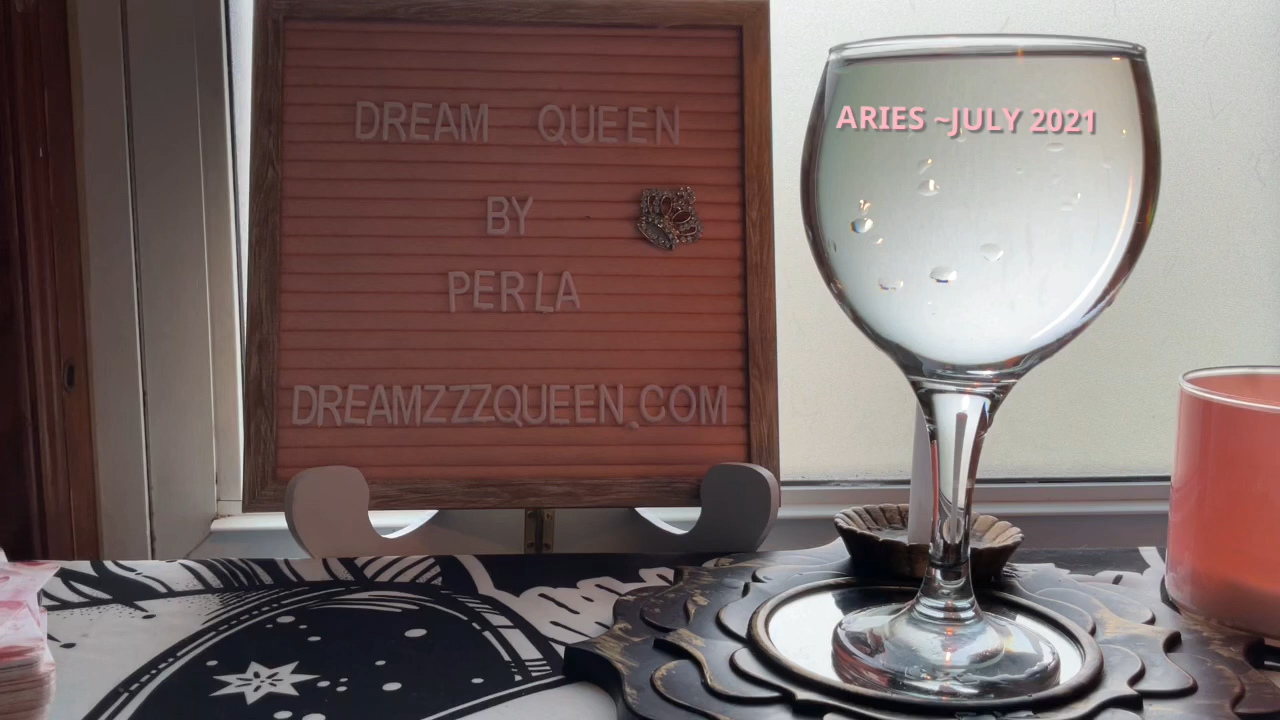 DREAM QUEEN
BY
PERLA
DREAMZZZQUEEN.COM
ARIES ~JULY 2021